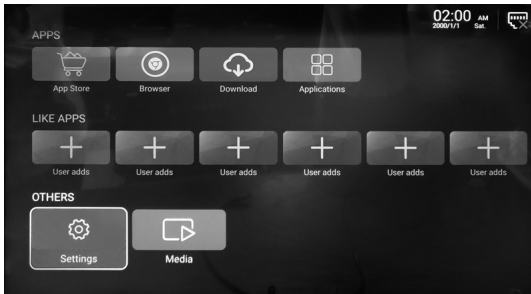 02:00 AM
2000/1/1 Sat.
APPS
App Store
Browser
Download
Applications
LIKE APPS
User adds
User adds
User adds
User adds
User adds
User adds
OTHERS
Settings
Media